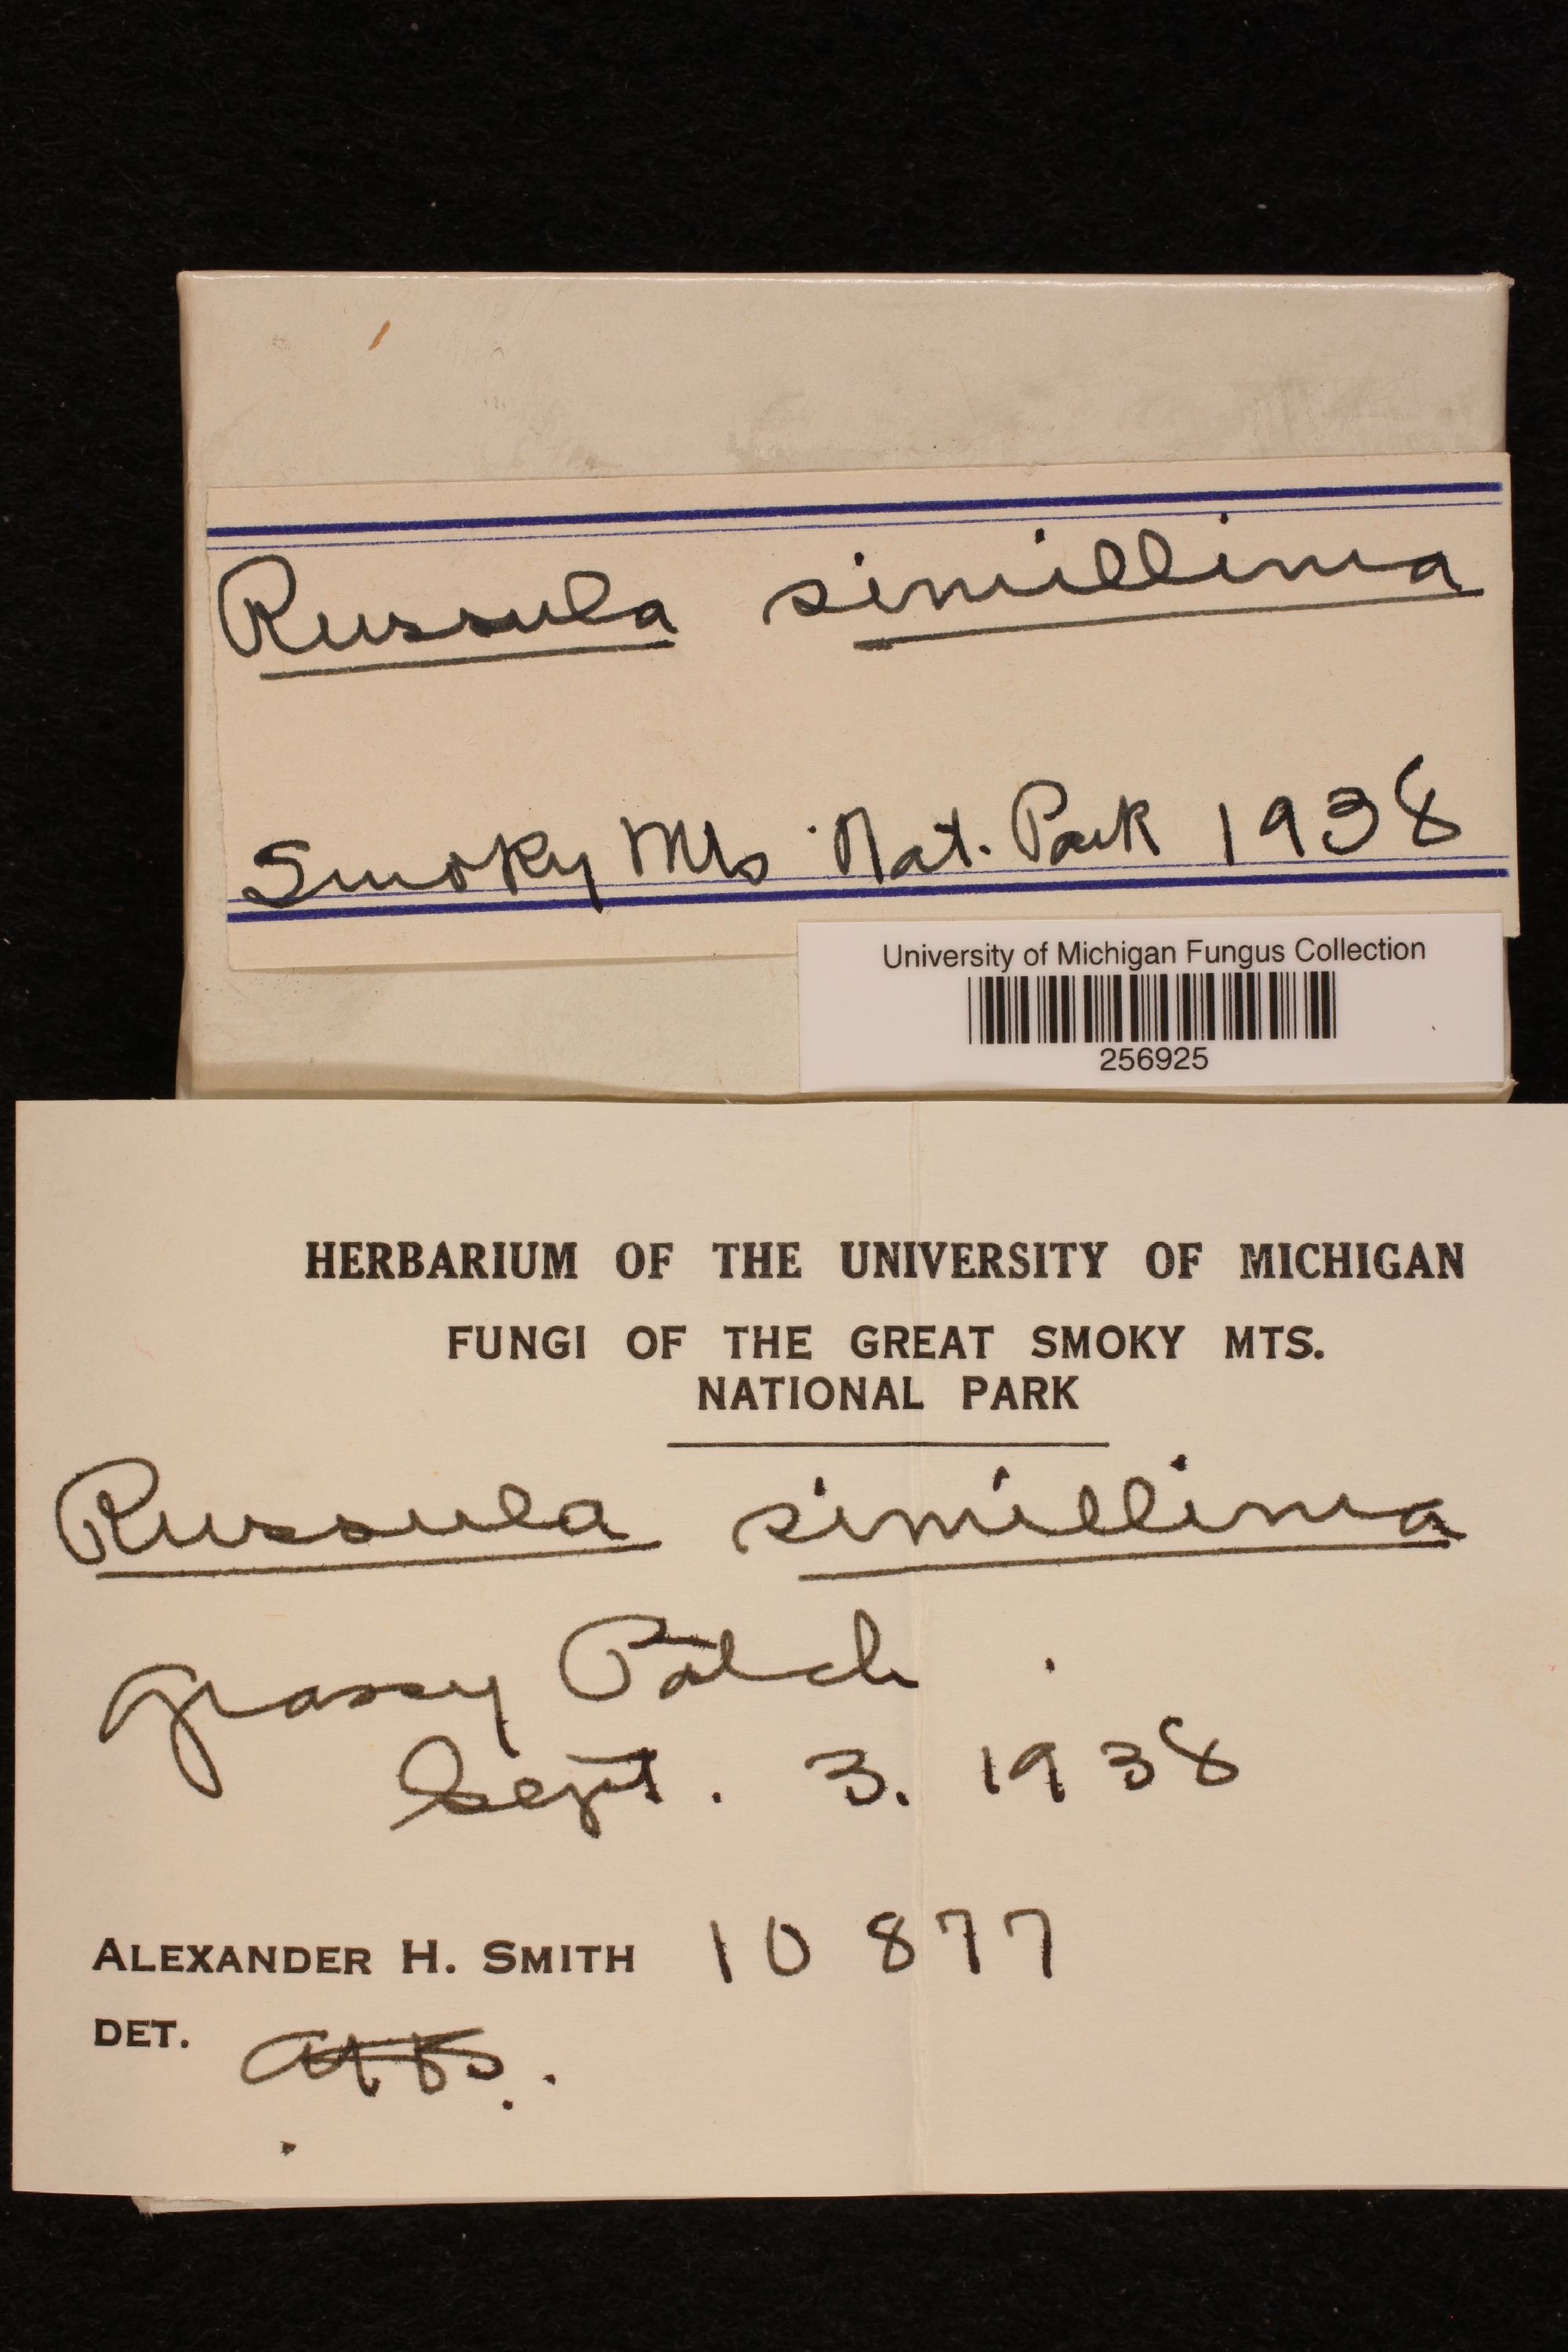 Russula simillima
Smoky Mts Nat. Park 1938
University of Michigan Fungus Collection
256925
HERBARIUM OF THE UNIVERSITY OF MICHIGAN
FUNGI OF THE GREAT SMOKY MTS.
NATIONAL PARK
Russula simillima
Grassy Patch
Sept. 3. 1938
ALEXANDER H. SMITH 10877
DET. AHS.